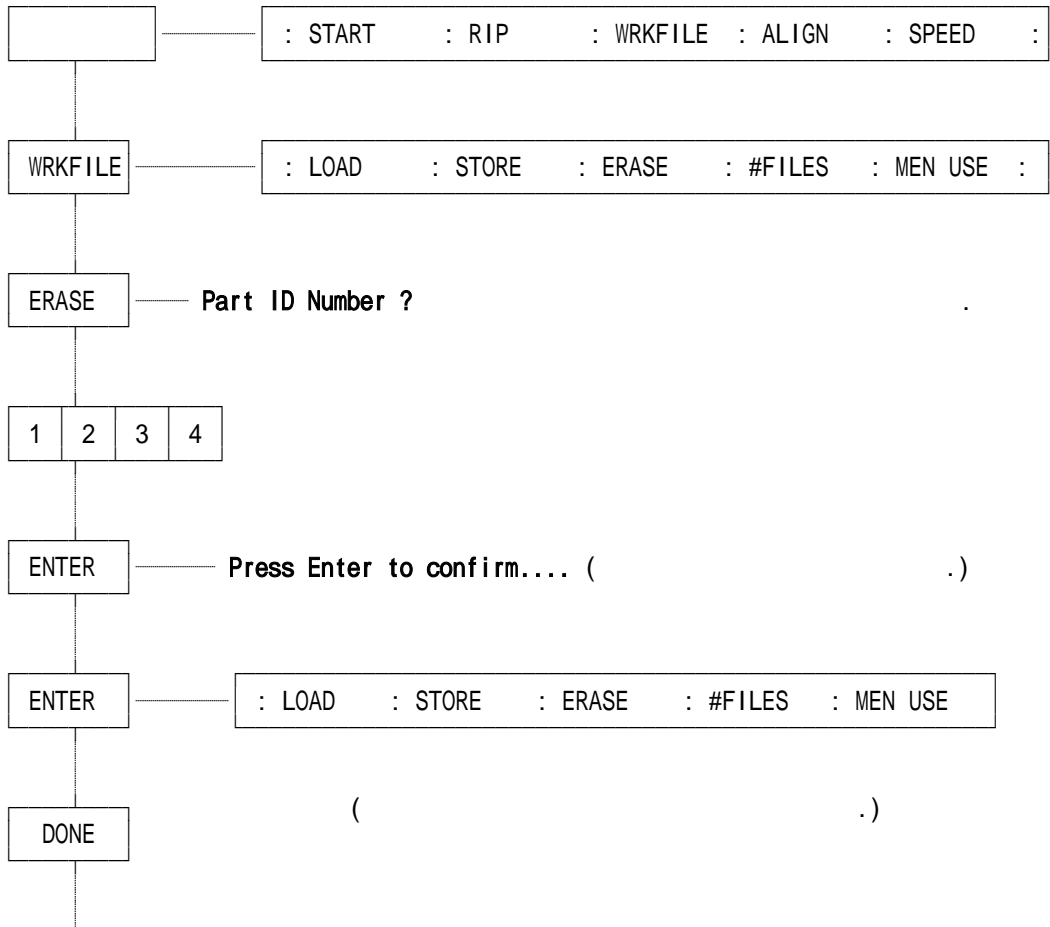 : START : RIP : WRKFILE : ALIGN : SPEED :
WRKFILE : LOAD : STORE : ERASE : #FILES : MEN USE :
ERASE Part ID Number ? .
1 2 3 4
ENTER Press Enter to confirm.... ( .)
ENTER : LOAD : STORE : ERASE : #FILES : MEN USE
( .)
DONE